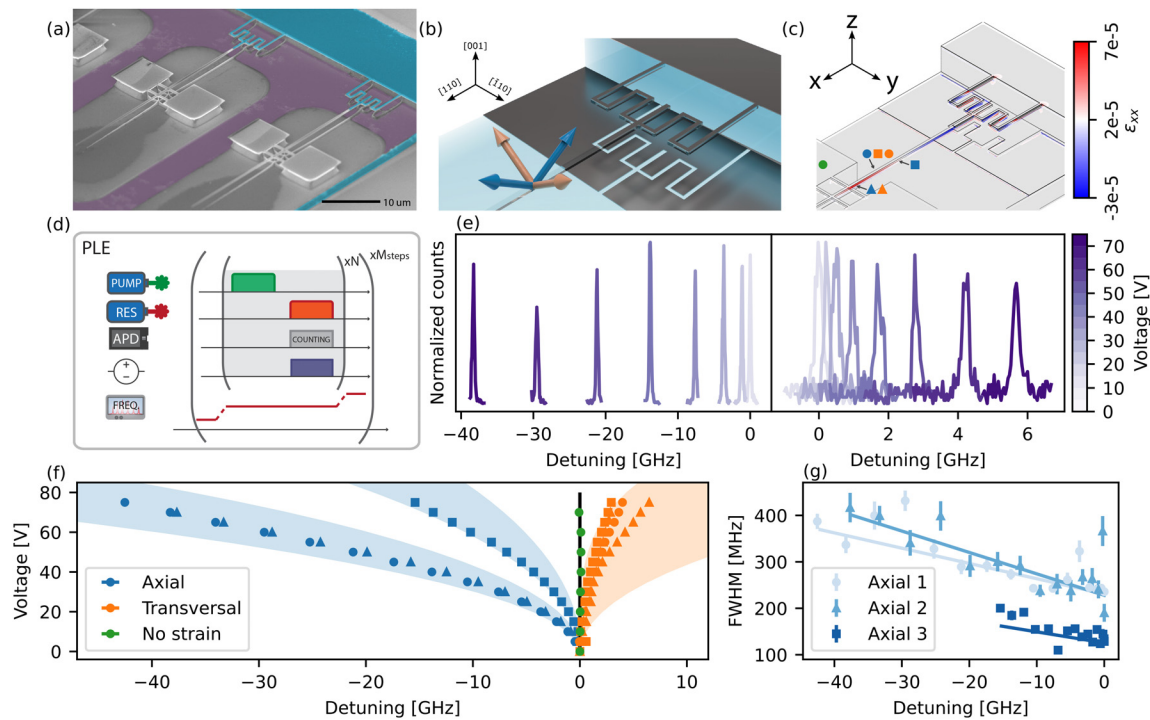 (a)
10 um
(b)
[001]
[110]
[1̄10]
(c)
z
x
y
7e-5
2e-5
-3e-5
εxx
(d)
PLE
PUMP
RES
APD
+
−
FREQ.
COUNTING
xN
xMsteps
(e)
Normalized counts
−40 −30 −20 −10 0
Detuning [GHz]
0 2 4 6
Detuning [GHz]
70
60
50
40
30
20
10
0
Voltage [V]
(f)
Voltage [V]
80
60
40
20
0
Axial
Transversal
No strain
−40 −30 −20 −10 0 10
Detuning [GHz]
(g)
FWHM [MHz]
400
300
200
100
Axial 1
Axial 2
Axial 3
−40 −30 −20 −10 0
Detuning [GHz]